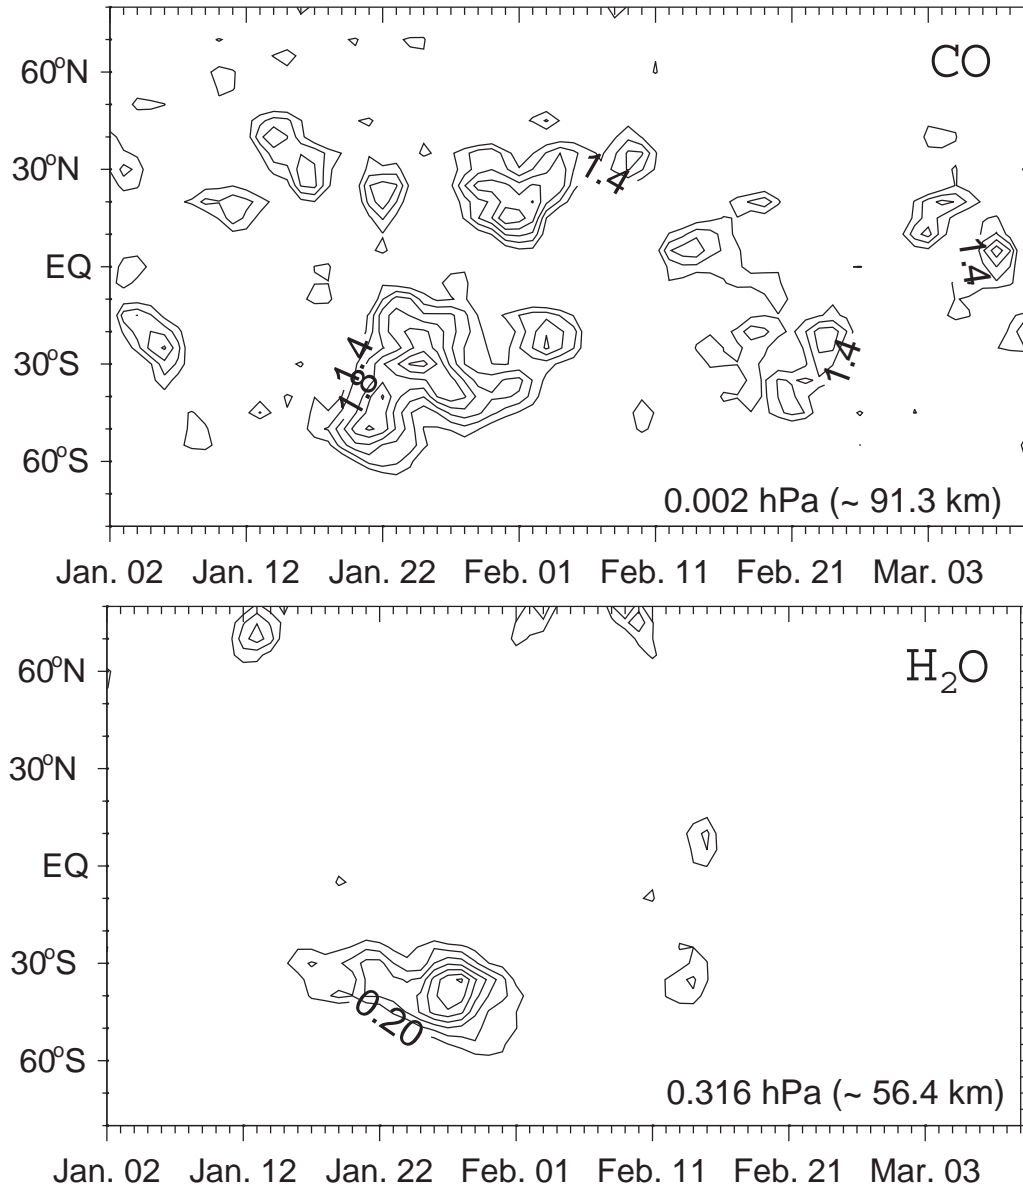 CO
60°N
30°N
EQ
30°S
60°S
1.4
1.4
1.4
1.9
1.4
0.002 hPa (~ 91.3 km)
Jan. 02 Jan. 12 Jan. 22 Feb. 01 Feb. 11 Feb. 21 Mar. 03
H₂O
60°N
30°N
EQ
30°S
60°S
0.20
0.316 hPa (~ 56.4 km)
Jan. 02 Jan. 12 Jan. 22 Feb. 01 Feb. 11 Feb. 21 Mar. 03